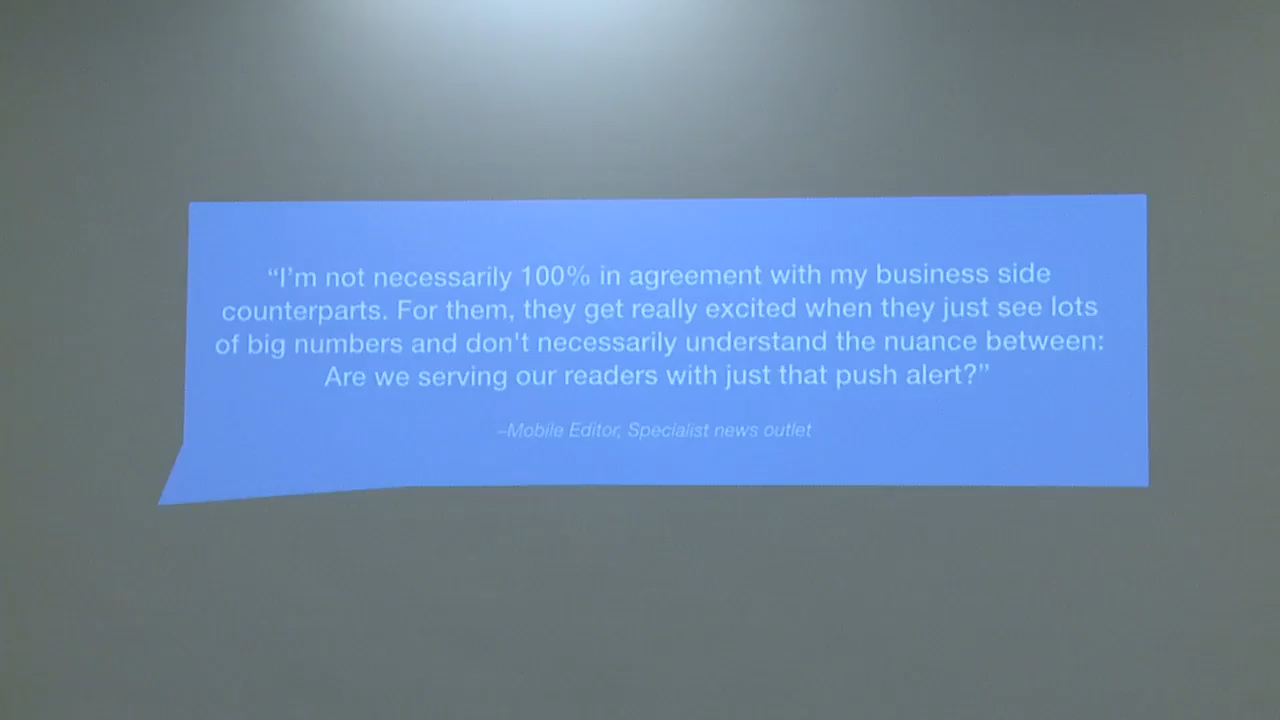 “I’m not necessarily 100% in agreement with my business side
counterparts. For them, they get really excited when they just see lots
of big numbers and don't necessarily understand the nuance between:
Are we serving our readers with just that push alert?”
–Mobile Editor, Specialist news outlet